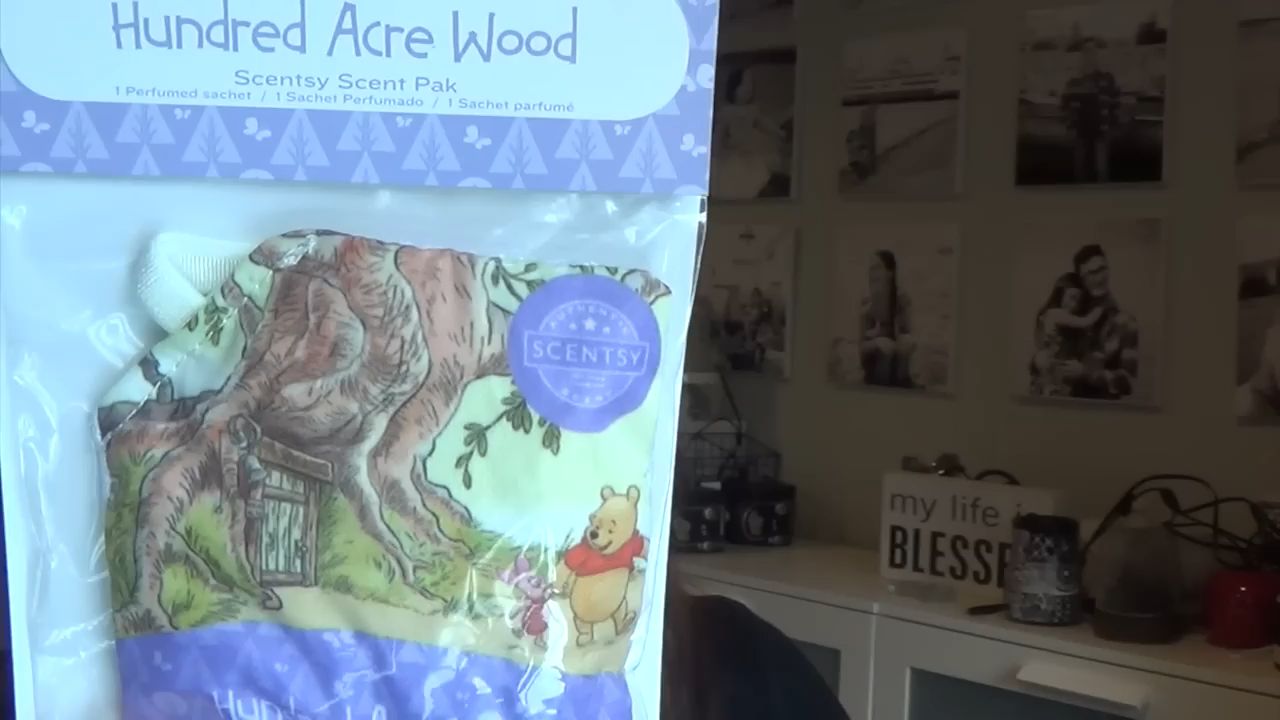 Hundred Acre Wood
Scentsy Scent Pak
1 Perfumed sachet / 1 Sachet Perfumado / 1 Sachet parfumé
AUTHENTIC
SCENTSY
my life
BLESSE